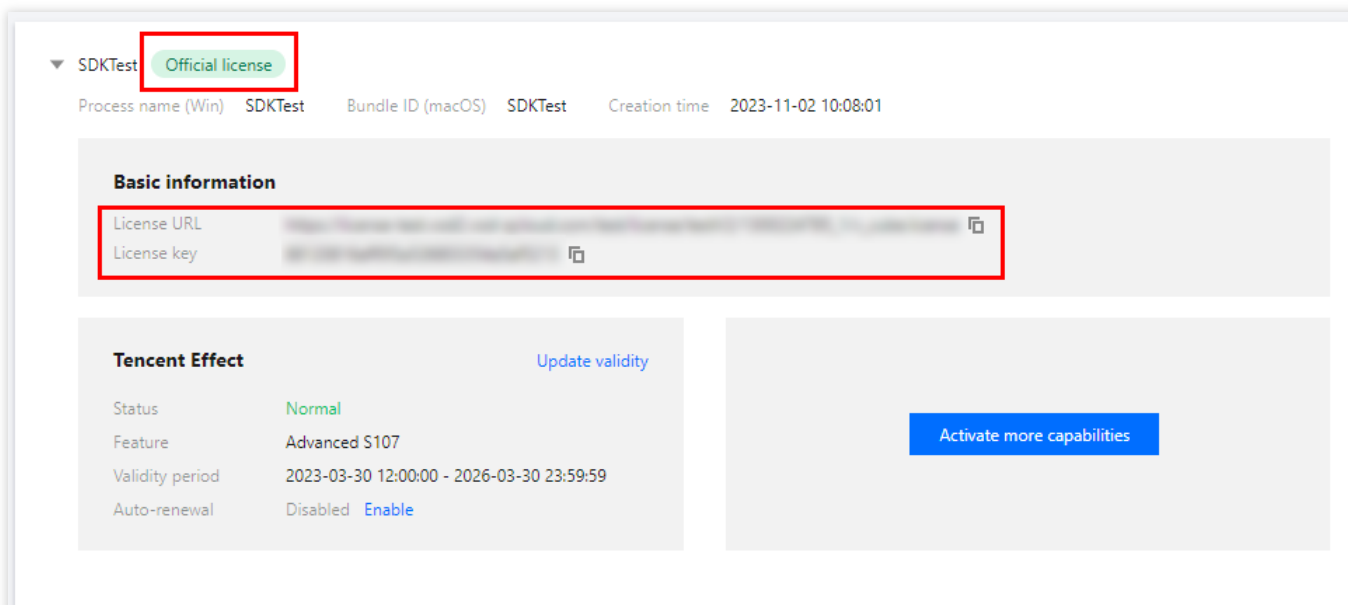 SDKTest Official license
Process name (Win) SDKTest Bundle ID (macOS) SDKTest Creation time 2023-11-02 10:08:01
Basic information
License URL
License key
Tencent Effect Update validity
Status Normal
Feature Advanced S107
Validity period 2023-03-30 12:00:00 - 2026-03-30 23:59:59
Auto-renewal Disabled Enable
Activate more capabilities